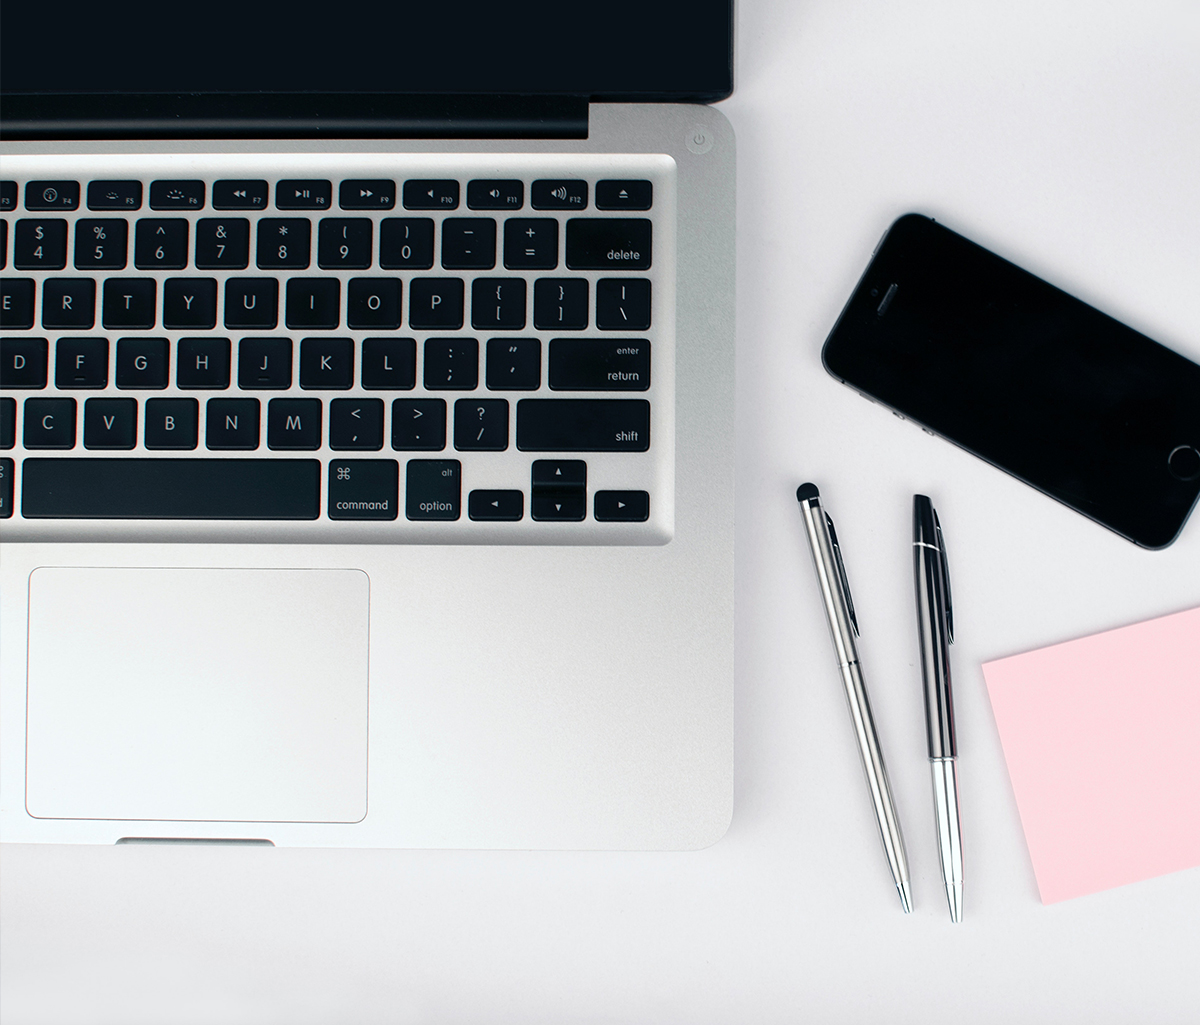 F3 F4 F5 F6 F7 F8 F9 F10 F11 F12
$ % ^ & * ( ) — +
4 5 6 7 8 9 0 - = delete
E R T Y U I O P { [ } ] | \
D F G H J K L : ; " ' enter return
C V B N M < , > . ? / shift
⌘ command alt option